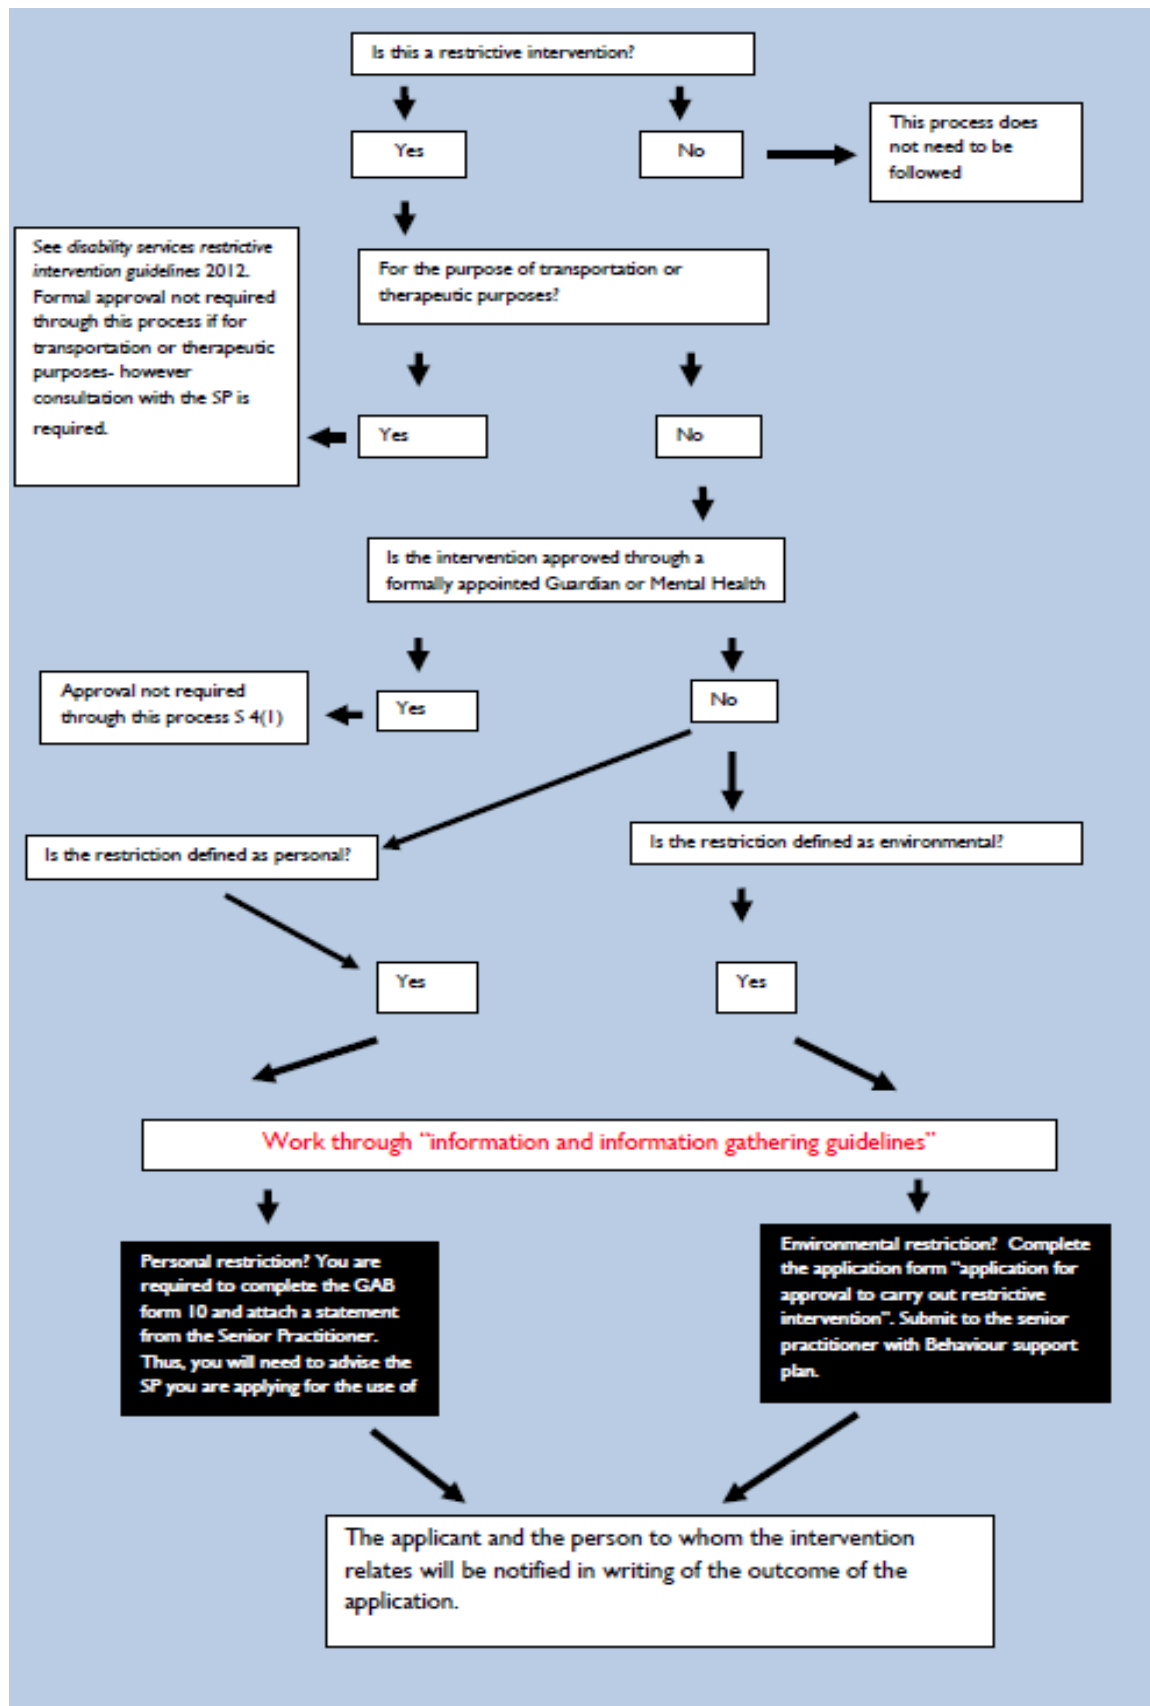 Is this a restrictive intervention?
Yes
No
This process does
not need to be
followed
See disability services restrictive
intervention guidelines 2012.
Formal approval not required
through this process if for
transportation or therapeutic
purposes- however
consultation with the SP is
required.
For the purpose of transportation or
therapeutic purposes?
Yes
No
Is the intervention approved through a
formally appointed Guardian or Mental Health
Approval not required
through this process S 4(1)
Yes
No
Is the restriction defined as personal?
Is the restriction defined as environmental?
Yes
Yes
Work through “information and information gathering guidelines”
Personal restriction? You are
required to complete the GAB
form 10 and attach a statement
from the Senior Practitioner.
Thus, you will need to advise the
SP you are applying for the use of
Environmental restriction?  Complete
the application form “application for
approval to carry out restrictive
intervention”. Submit to the senior
practitioner with Behaviour support
plan.
The applicant and the person to whom the intervention
relates will be notified in writing of the outcome of the
application.